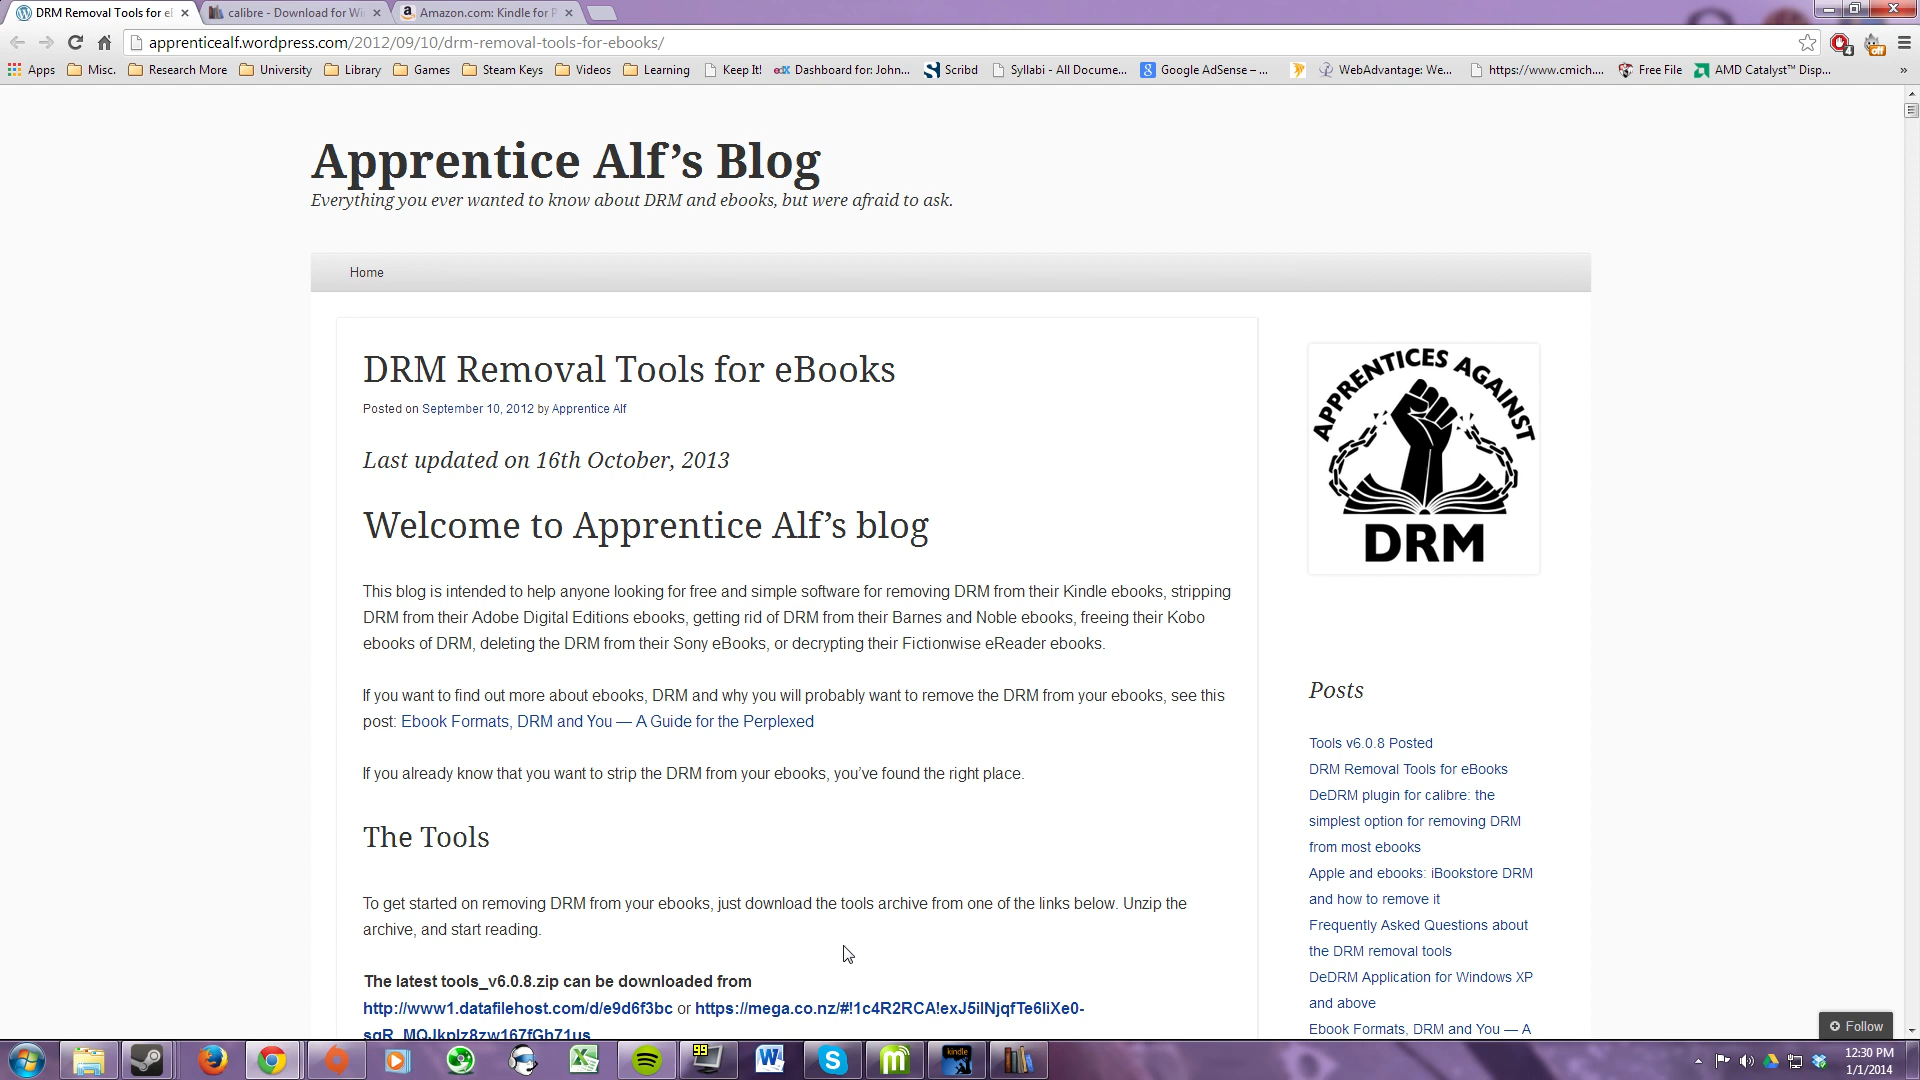 DRM Removal Tools for eB
calibre - Download for Wi
Amazon.com: Kindle for P
apprenticealf.wordpress.com/2012/09/10/drm-removal-tools-for-ebooks/
4
off
Apps Misc. Research More University Library Games Steam Keys Videos Learning Keep It! edX Dashboard for: John... Scribd Syllabi - All Docume... Google AdSense – ... WebAdvantage: We... https://www.cmich.... Free File AMD Catalyst™ Disp... »
Apprentice Alf’s Blog
Everything you ever wanted to know about DRM and ebooks, but were afraid to ask.
Home
DRM Removal Tools for eBooks
Posted on September 10, 2012 by Apprentice Alf
Last updated on 16th October, 2013
Welcome to Apprentice Alf’s blog
This blog is intended to help anyone looking for free and simple software for removing DRM from their Kindle ebooks, stripping
DRM from their Adobe Digital Editions ebooks, getting rid of DRM from their Barnes and Noble ebooks, freeing their Kobo
ebooks of DRM, deleting the DRM from their Sony eBooks, or decrypting their Fictionwise eReader ebooks.
If you want to find out more about ebooks, DRM and why you will probably want to remove the DRM from your ebooks, see this
post: Ebook Formats, DRM and You — A Guide for the Perplexed
If you already know that you want to strip the DRM from your ebooks, you’ve found the right place.
The Tools
To get started on removing DRM from your ebooks, just download the tools archive from one of the links below. Unzip the
archive, and start reading.
The latest tools_v6.0.8.zip can be downloaded from
http://www1.datafilehost.com/d/e9d6f3bc or https://mega.co.nz/#!1c4R2RCA!exJ5ilNjqfTe6liXe0-
sgR_MQJkplz8zw167fGh71us
APPRENTICES AGAINST
DRM
Posts
Tools v6.0.8 Posted
DRM Removal Tools for eBooks
DeDRM plugin for calibre: the
simplest option for removing DRM
from most ebooks
Apple and ebooks: iBookstore DRM
and how to remove it
Frequently Asked Questions about
the DRM removal tools
DeDRM Application for Windows XP
and above
Ebook Formats, DRM and You — A
Follow
99
kindle
12:30 PM
1/1/2014